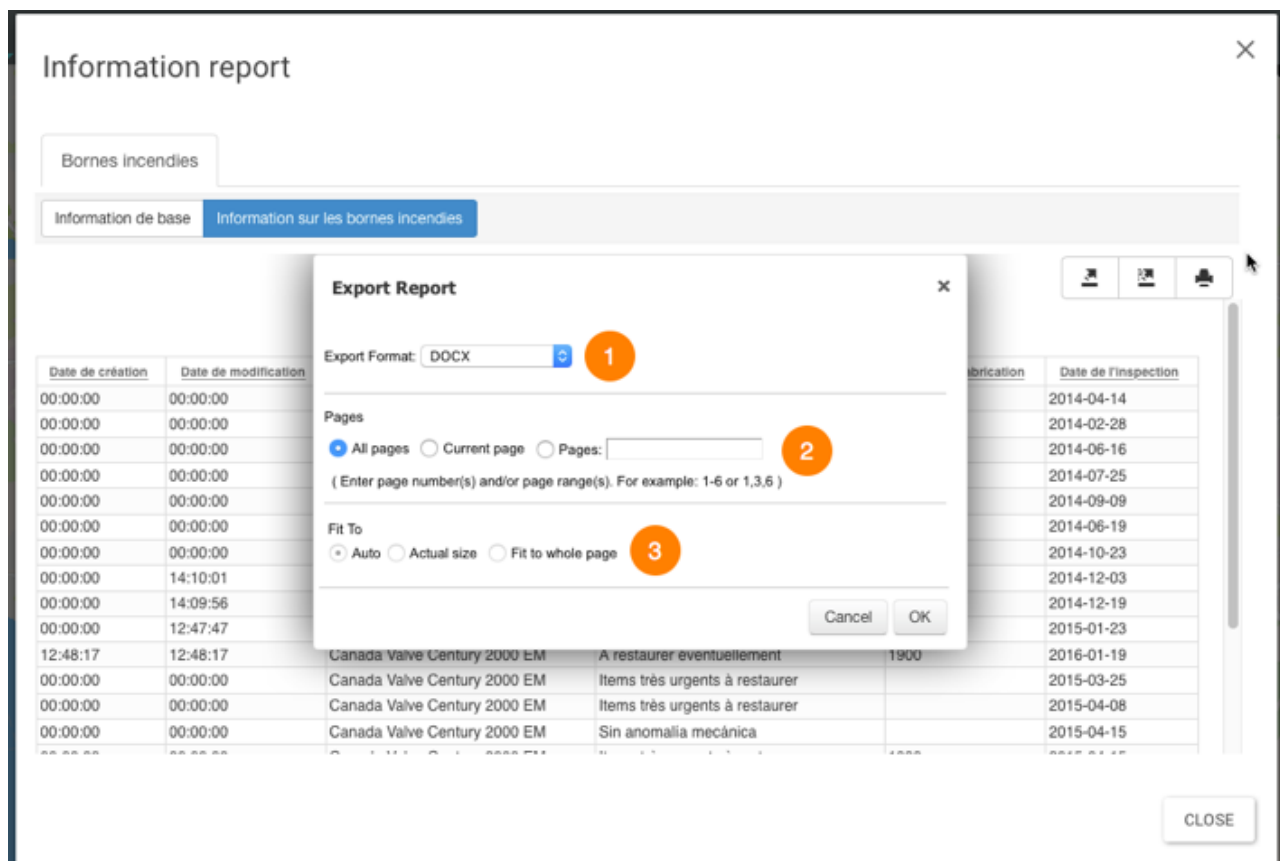 Information report
Bornes incendies
Information de base Information sur les bornes incendies
Export Report
Export Format: DOCX 1
Pages
All pages Current page Pages: 2
( Enter page number(s) and/or page range(s). For example: 1-6 or 1,3,6 )
Fit To
Auto Actual size Fit to whole page 3
Cancel OK
Date de création Date de modification abrication Date de l'inspection
00:00:00 00:00:00 2014-04-14
00:00:00 00:00:00 2014-02-28
00:00:00 00:00:00 2014-06-16
00:00:00 00:00:00 2014-07-25
00:00:00 00:00:00 2014-09-09
00:00:00 00:00:00 2014-06-19
00:00:00 00:00:00 2014-10-23
00:00:00 14:10:01 2014-12-03
00:00:00 14:09:56 2014-12-19
00:00:00 12:47:47 2015-01-23
12:48:17 12:48:17 Canada Valve Century 2000 EM A restaurer éventuellement 1900 2016-01-19
00:00:00 00:00:00 Canada Valve Century 2000 EM Items très urgents à restaurer 2015-03-25
00:00:00 00:00:00 Canada Valve Century 2000 EM Items très urgents à restaurer 2015-04-08
00:00:00 00:00:00 Canada Valve Century 2000 EM Sin anomalia mecánica 2015-04-15
CLOSE